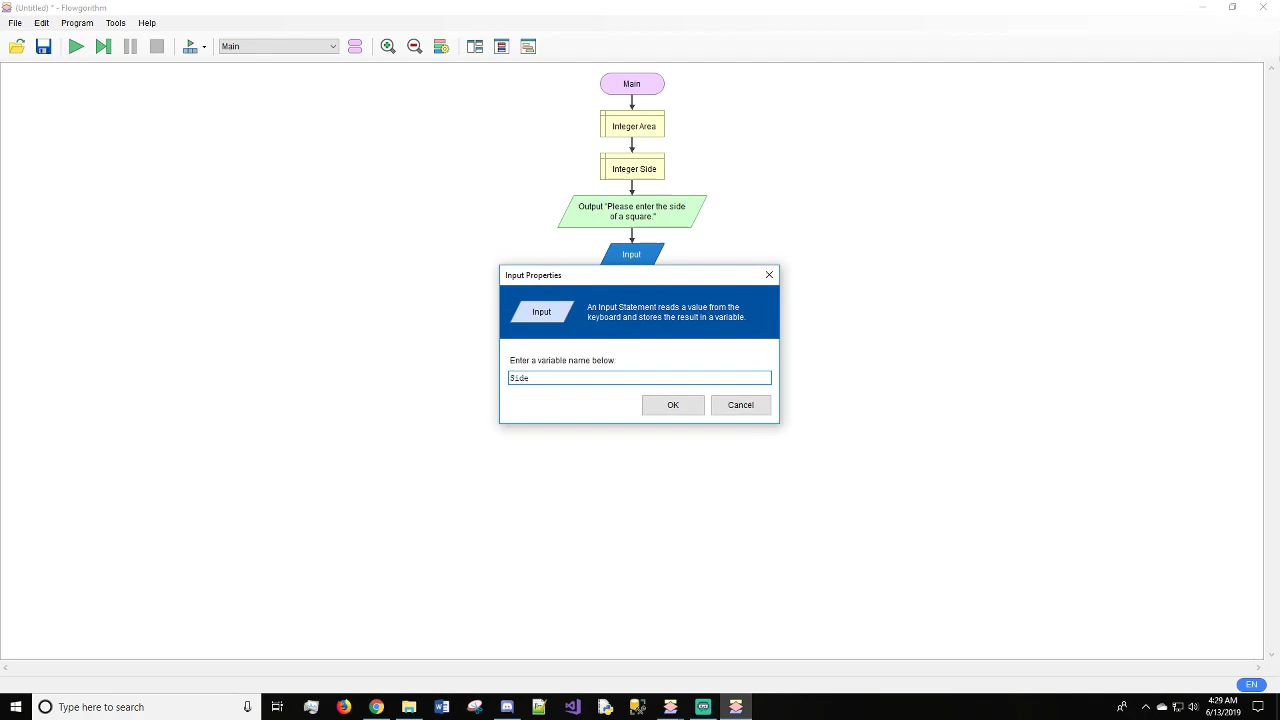 (Untitled) * - Flowgorithm
File Edit Program Tools Help
Main
Main
Integer Area
Integer Side
Output "Please enter the side
of a square."
Input
Input Properties
Input
An Input Statement reads a value from the
keyboard and stores the result in a variable.
Enter a variable name below:
Side
OK Cancel
EN
Type here to search
4:29 AM
6/13/2019